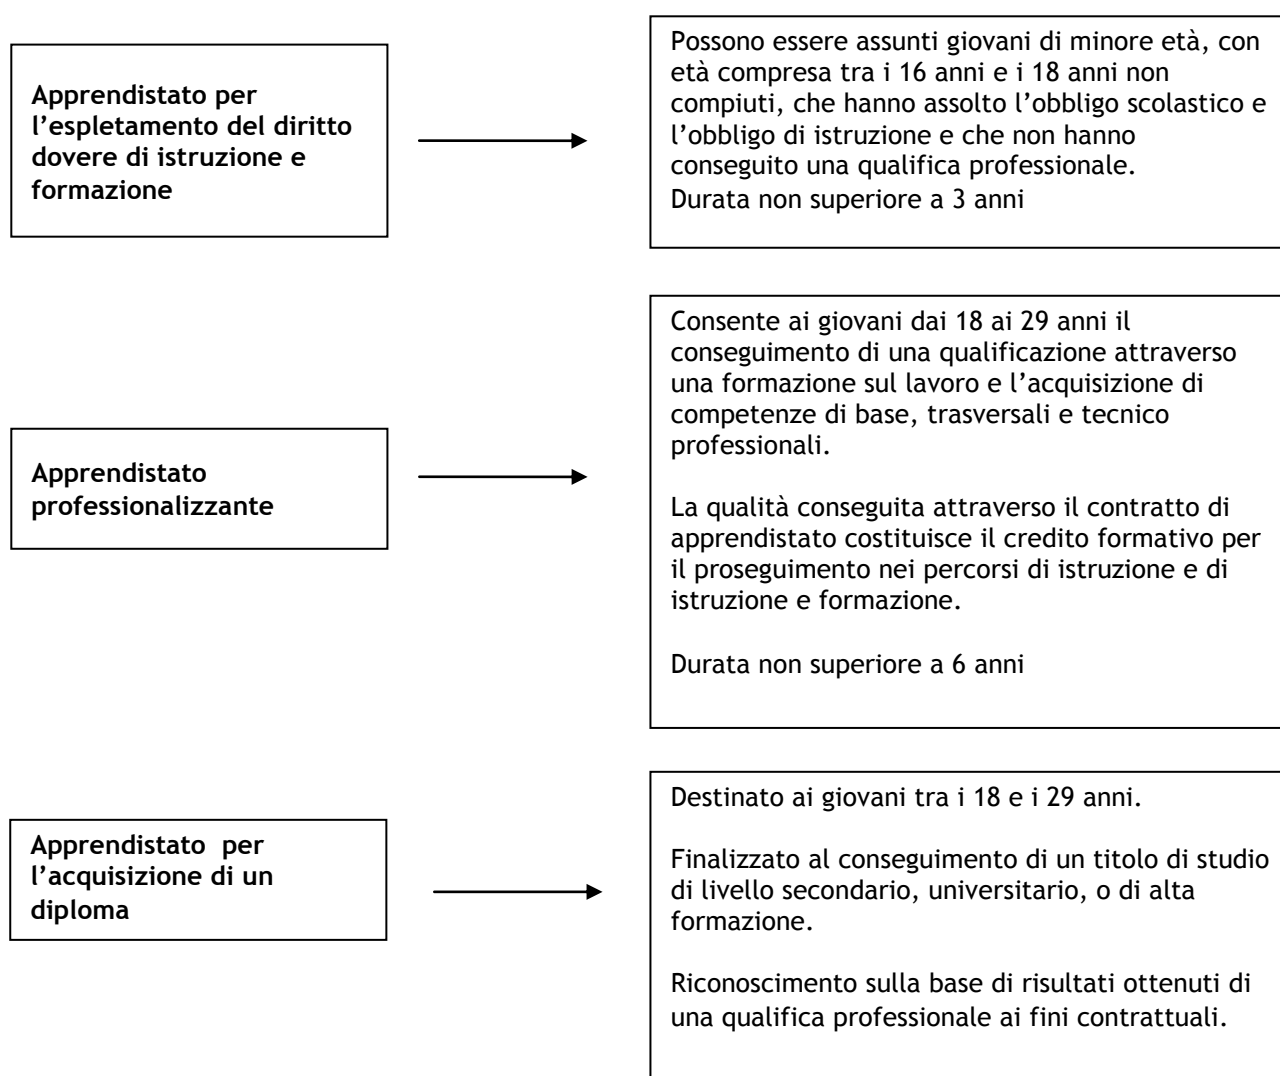 Apprendistato per
l’espletamento del diritto
dovere di istruzione e
formazione
Possono essere assunti giovani di minore età, con
età compresa tra i 16 anni e i 18 anni non
compiuti, che hanno assolto l’obbligo scolastico e
l’obbligo di istruzione e che non hanno
conseguito una qualifica professionale.
Durata non superiore a 3 anni
Apprendistato
professionalizzante
Consente ai giovani dai 18 ai 29 anni il
conseguimento di una qualificazione attraverso
una formazione sul lavoro e l’acquisizione di
competenze di base, trasversali e tecnico
professionali.
La qualità conseguita attraverso il contratto di
apprendistato costituisce il credito formativo per
il proseguimento nei percorsi di istruzione e di
istruzione e formazione.
Durata non superiore a 6 anni
Apprendistato  per
l’acquisizione di un
diploma
Destinato ai giovani tra i 18 e i 29 anni.
Finalizzato al conseguimento di un titolo di studio
di livello secondario, universitario, o di alta
formazione.
Riconoscimento sulla base di risultati ottenuti di
una qualifica professionale ai fini contrattuali.